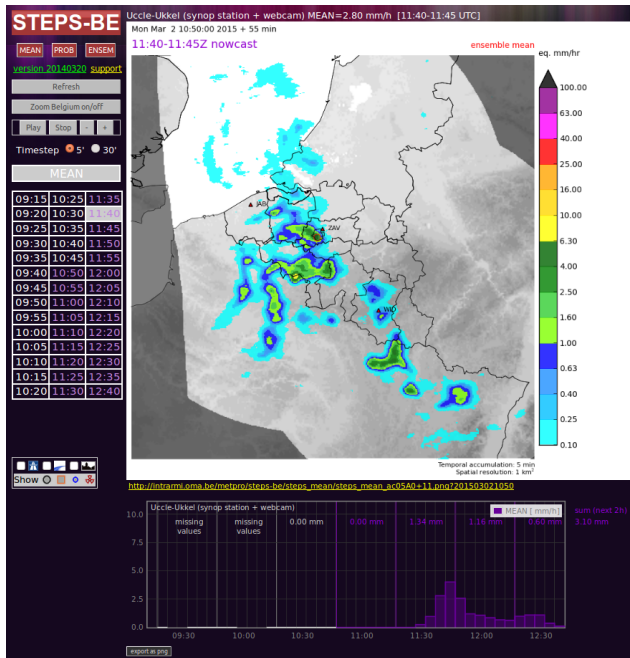 STEPS-BE
MEAN PROB ENSEM
version 20140320 support
Refresh
Zoom Belgium on/off
Play Stop - +
Timestep 5' 30'
MEAN
09:15 10:25 11:35
09:20 10:30 11:40
09:25 10:35 11:45
09:30 10:40 11:50
09:35 10:45 11:55
09:40 10:50 12:00
09:45 10:55 12:05
09:50 11:00 12:10
09:55 11:05 12:15
10:00 11:10 12:20
10:05 11:15 12:25
10:10 11:20 12:30
10:15 11:25 12:35
10:20 11:30 12:40
Show
Uccle-Ukkel (synop station + webcam) MEAN=2.80 mm/h [11:40-11:45 UTC]
Mon Mar 2 10:50:00 2015 + 55 min
11:40-11:45Z nowcast
ensemble mean
eq. mm/hr
100.00
63.00
40.00
25.00
16.00
10.00
6.30
4.00
2.50
1.60
1.00
0.63
0.40
0.25
0.10
JAB
ZAV
WID
Temporal accumulation: 5 min
Spatial resolution: 1 km²
http://intrarmi.oma.be/metpro/steps-be/steps_mean/steps_mean_ac05A0+11.png?201503021050
Uccle-Ukkel (synop station + webcam)
MEAN [ mm/h]
sum (next 2h)
missing values
missing values
0.00 mm
0.00 mm
1.34 mm
1.16 mm
0.60 mm
3.10 mm
10.0
7.5
5.0
2.5
0.0
09:30 10:00 10:30 11:00 11:30 12:00 12:30
export as png